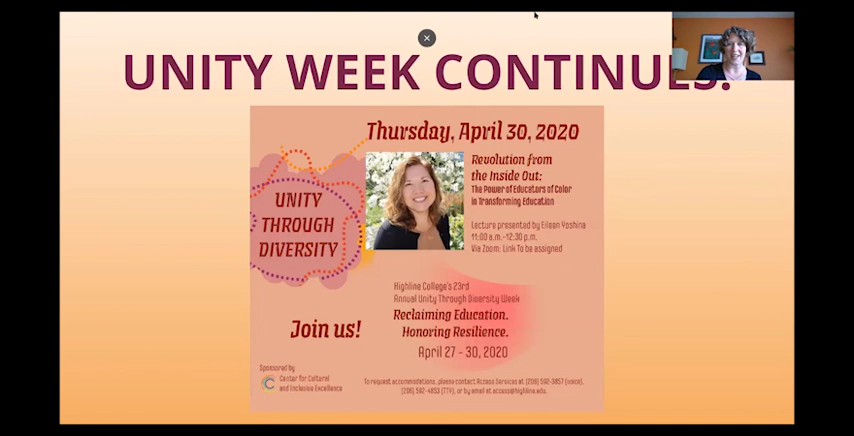 UNITY WEEK CONTINUES!
Thursday, April 30, 2020
Revolution from
the Inside Out:
The Power of Educators of Color
in Transforming Education
UNITY
THROUGH
DIVERSITY
Lecture presented by Eileen Yoshina
11:00 a.m.-12:30 p.m.
Via Zoom: Link To be assigned
Highline College's 23rd
Annual Unity Through Diversity Week
Reclaiming Education.
Honoring Resilience.
Join us!
April 27 - 30, 2020
Sponsored by
Center for Cultural
and Inclusive Excellence
To request accommodations, please contact Access Services at (206) 592-3857 (voice),
(206) 592-4853 (TTY), or by email at access@highline.edu.